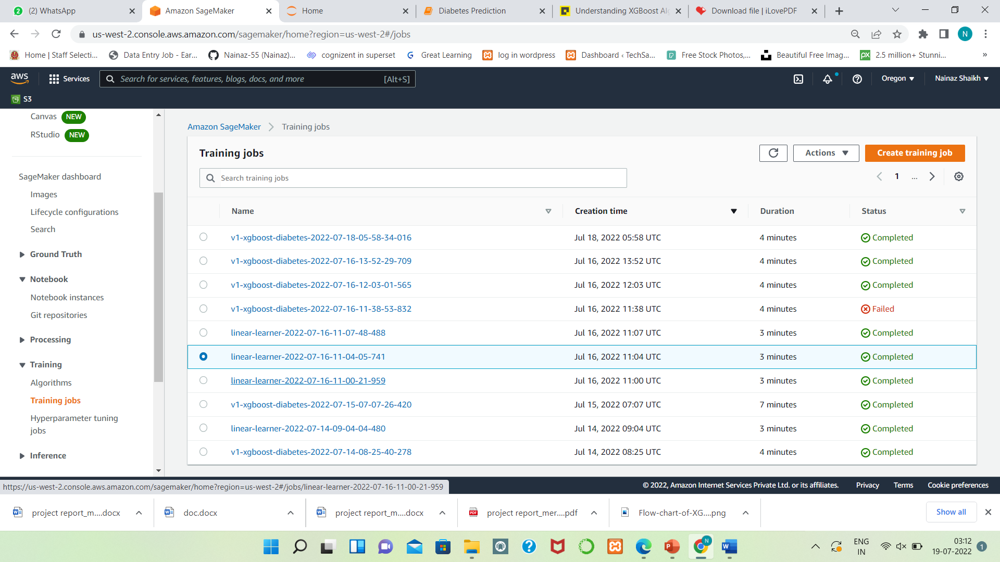 (2) WhatsApp
Amazon SageMaker
Home
Diabetes Prediction
Understanding XGBoost Alg
Download file | iLovePDF
us-west-2.console.aws.amazon.com/sagemaker/home?region=us-west-2#/jobs
N
Home | Staff Selecti...
Data Entry Job - Ear...
Nainaz-55 (Nainaz)...
cognizent in superset
Great Learning
log in wordpress
Dashboard ‹ TechSa...
Free Stock Photos,...
Beautiful Free Imag...
2.5 million+ Stunni...
»
aws
Services
Search for services, features, blogs, docs, and more
[Alt+S]
Oregon
Nainaz Shaikh
S3
Canvas NEW
RStudio NEW
SageMaker dashboard
Images
Lifecycle configurations
Search
Ground Truth
Notebook
Notebook instances
Git repositories
Processing
Training
Algorithms
Training jobs
Hyperparameter tuning
jobs
Inference
Amazon SageMaker > Training jobs
Training jobs
Actions
Create training job
Search training jobs
1 ...
Name Creation time Duration Status
v1-xgboost-diabetes-2022-07-18-05-58-34-016 Jul 18, 2022 05:58 UTC 4 minutes Completed
v1-xgboost-diabetes-2022-07-16-13-52-29-709 Jul 16, 2022 13:52 UTC 4 minutes Completed
v1-xgboost-diabetes-2022-07-16-12-03-01-565 Jul 16, 2022 12:03 UTC 4 minutes Completed
v1-xgboost-diabetes-2022-07-16-11-38-53-832 Jul 16, 2022 11:38 UTC 4 minutes Failed
linear-learner-2022-07-16-11-07-48-488 Jul 16, 2022 11:07 UTC 3 minutes Completed
linear-learner-2022-07-16-11-04-05-741 Jul 16, 2022 11:04 UTC 3 minutes Completed
linear-learner-2022-07-16-11-00-21-959 Jul 16, 2022 11:00 UTC 3 minutes Completed
v1-xgboost-diabetes-2022-07-15-07-07-26-420 Jul 15, 2022 07:07 UTC 7 minutes Completed
linear-learner-2022-07-14-09-04-04-480 Jul 14, 2022 09:04 UTC 3 minutes Completed
v1-xgboost-diabetes-2022-07-14-08-25-40-278 Jul 14, 2022 08:25 UTC 4 minutes Completed
https://us-west-2.console.aws.amazon.com/sagemaker/home?region=us-west-2#/jobs/linear-learner-2022-07-16-11-00-21-959
© 2022, Amazon Internet Services Private Ltd. or its affiliates.
Privacy
Terms
Cookie preferences
project report_m....docx
doc.docx
project report_m....docx
project report_mer....pdf
Flow-chart-of-XG....png
Show all
ENG
IN
03:12
19-07-2022
1